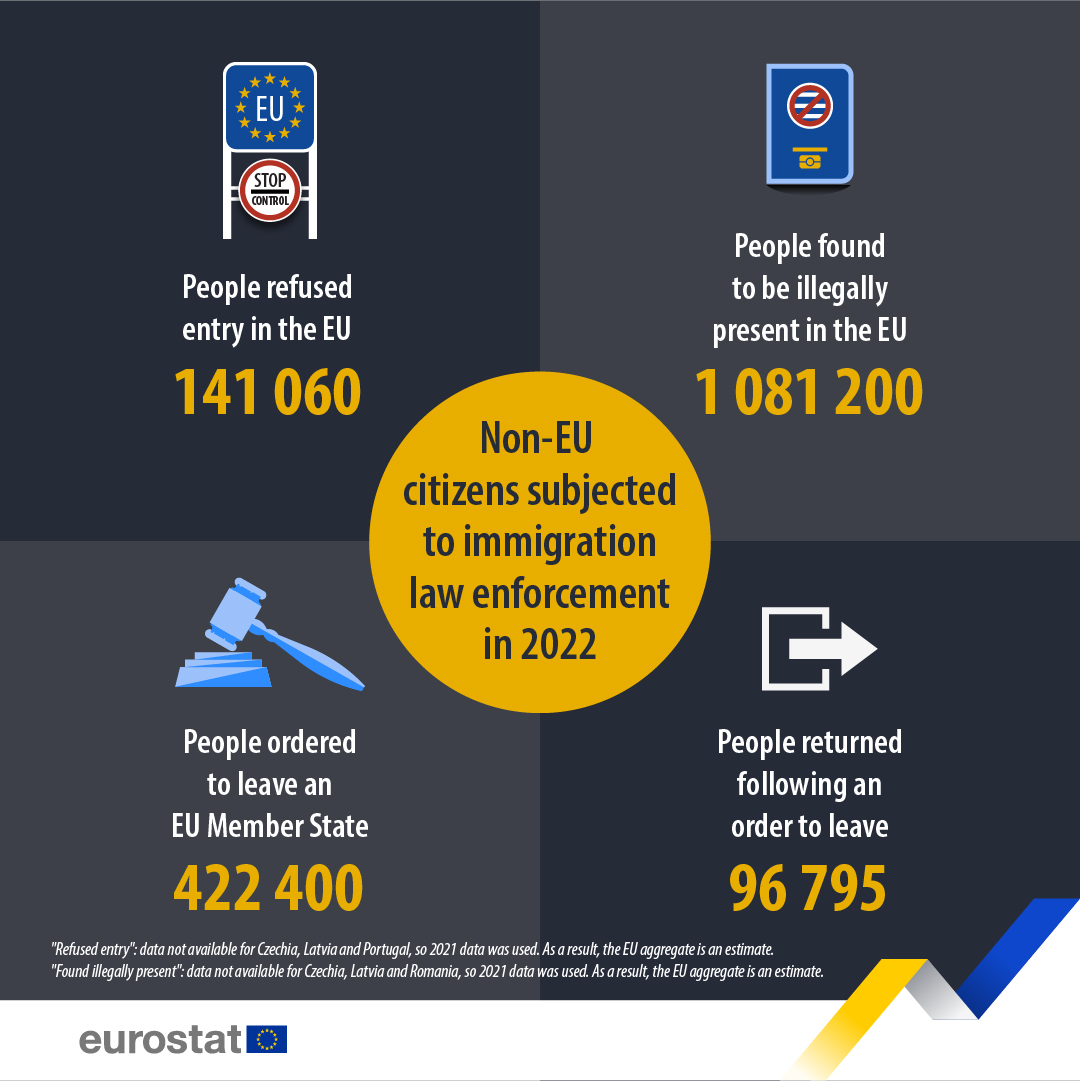 EU
STOP
CONTROL
People refused
entry in the EU
141 060
People found
to be illegally
present in the EU
1 081 200
Non-EU
citizens subjected
to immigration
law enforcement
in 2022
People ordered
to leave an
EU Member State
422 400
People returned
following an
order to leave
96 795
"Refused entry": data not available for Czechia, Latvia and Portugal, so 2021 data was used. As a result, the EU aggregate is an estimate.
"Found illegally present": data not available for Czechia, Latvia and Romania, so 2021 data was used. As a result, the EU aggregate is an estimate.
eurostat